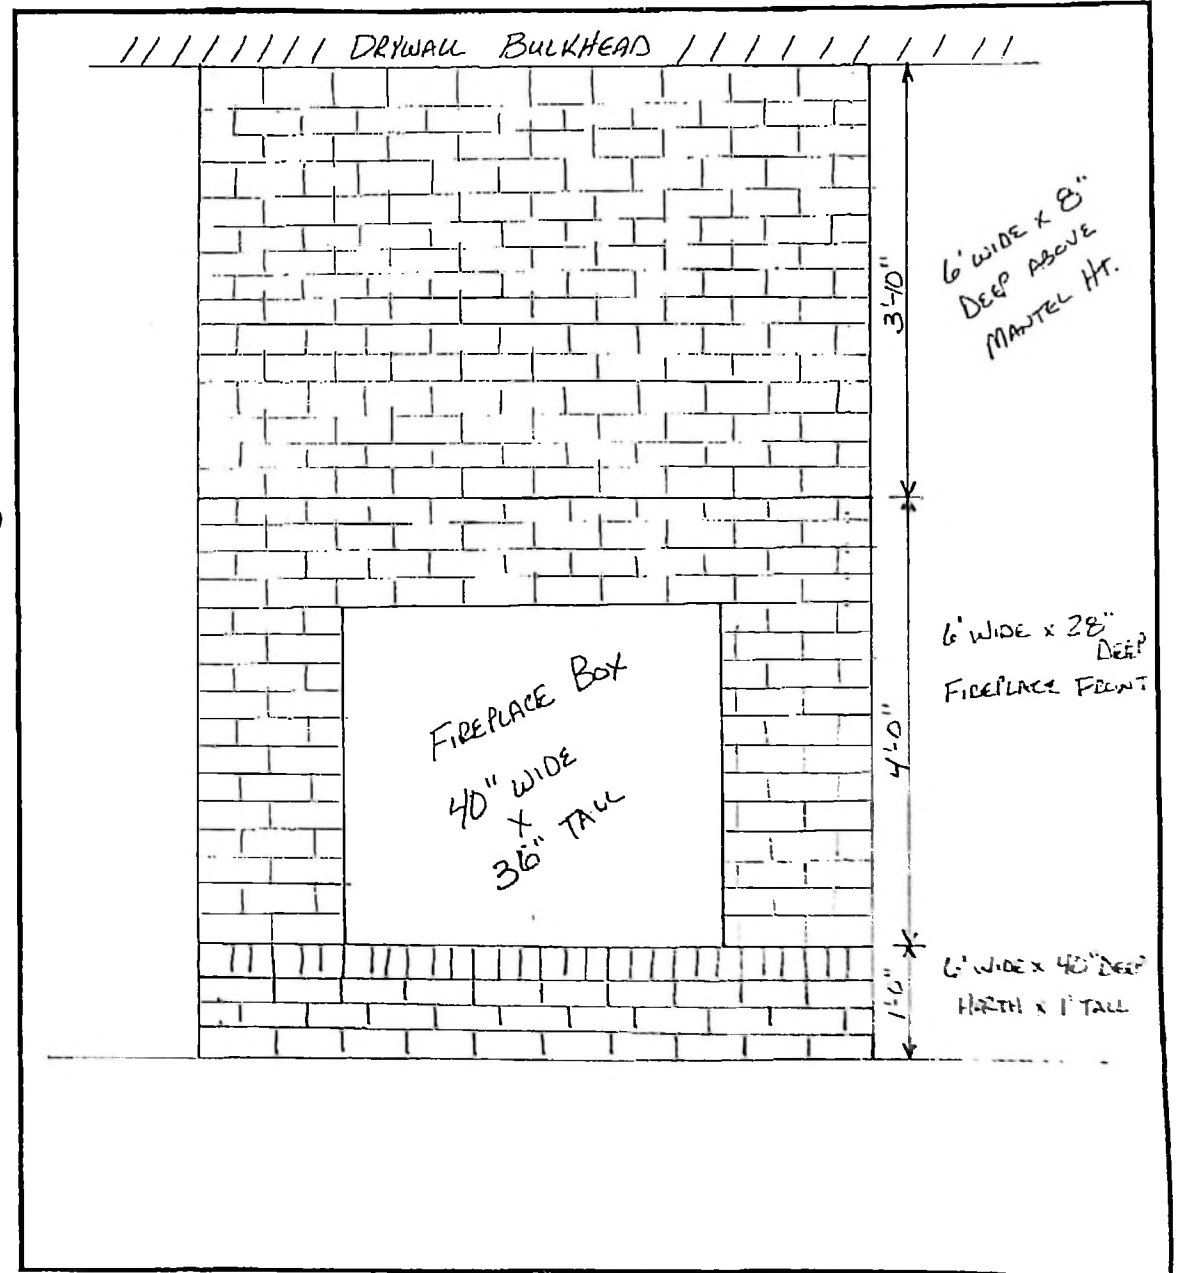 DRYWALL BULKHEAD
6' WIDE x 8"
DEEP ABOVE
MANTEL HT.
3'-10"
6' WIDE x 28"
DEEP
FIREPLACE FRONT
FIREPLACE BOX
40" WIDE
X
36" TALL
4'-0"
1'-0"
6' WIDE x 40" DEEP
HERTH x 1' TALL